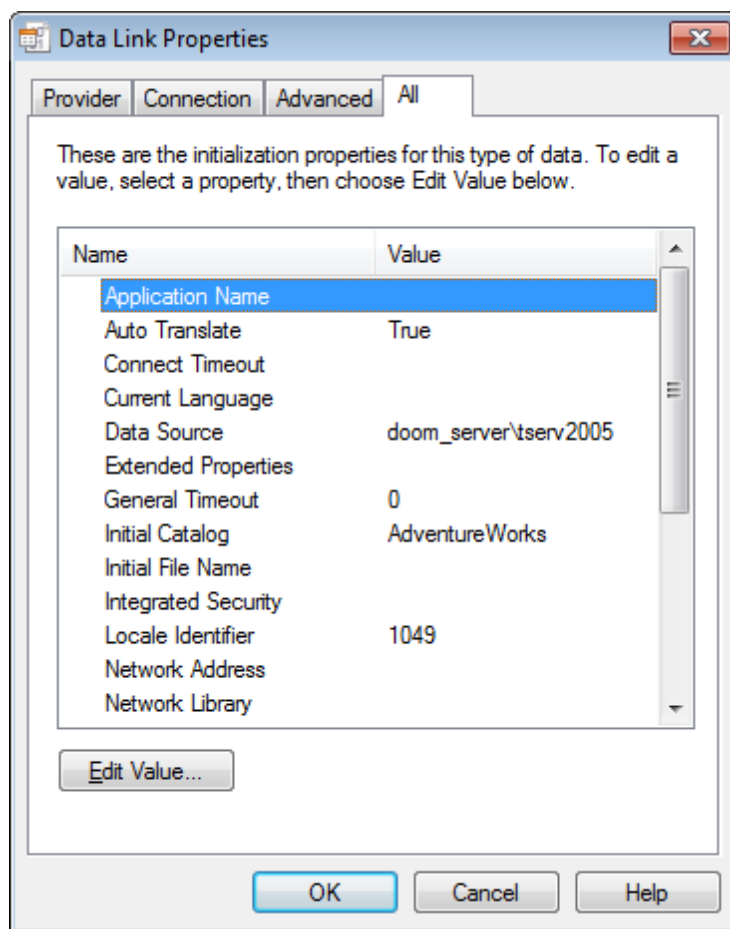 Data Link Properties
Provider Connection Advanced All
These are the initialization properties for this type of data. To edit a
value, select a property, then choose Edit Value below.
Name Value
Application Name
Auto Translate True
Connect Timeout
Current Language
Data Source doom_server\tserv2005
Extended Properties
General Timeout 0
Initial Catalog AdventureWorks
Initial File Name
Integrated Security
Locale Identifier 1049
Network Address
Network Library
Edit Value...
OK Cancel Help